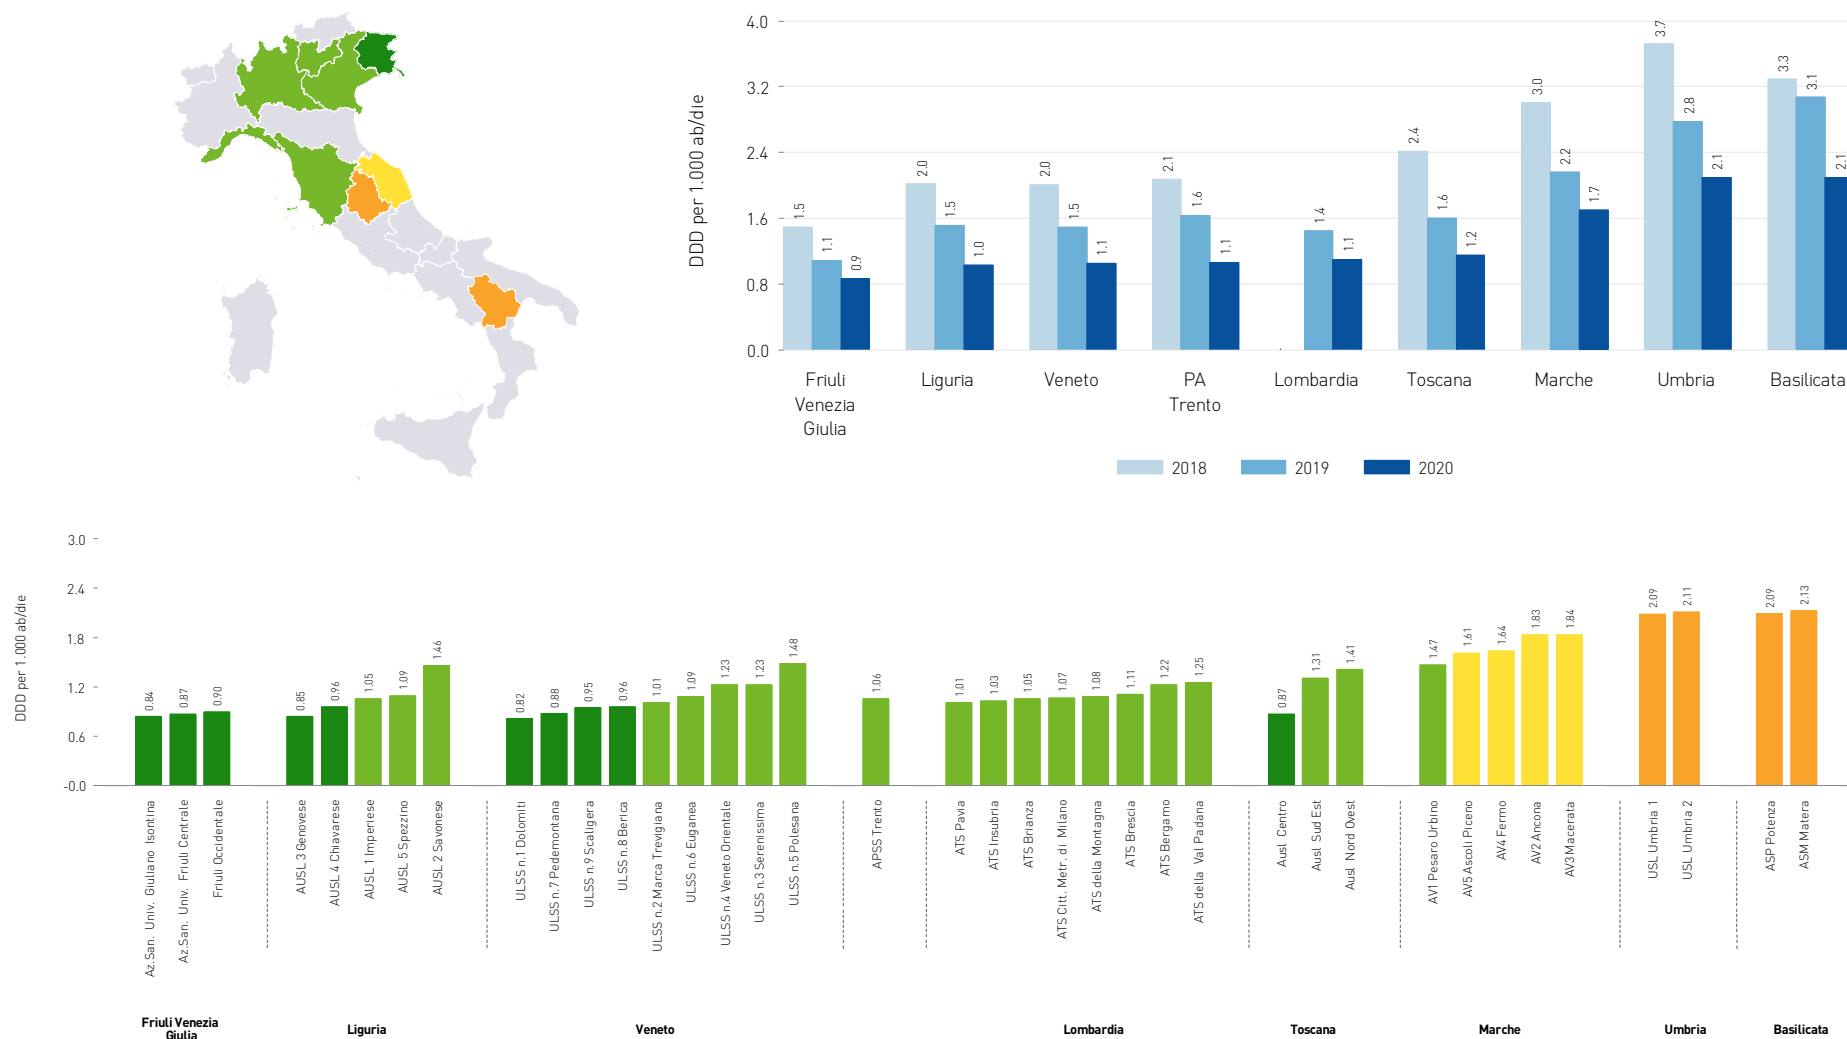 4.0
3.2
2.4
1.6
0.8
0.0
DDD per 1.000 ab/die
1.5
1.1
0.9
2.0
1.5
1.0
2.0
1.5
1.1
2.1
1.6
1.1
1.4
1.1
2.4
1.6
1.2
3.0
2.2
1.7
3.7
2.8
2.1
3.3
3.1
2.1
Friuli
Venezia
Giulia
Liguria
Veneto
PA
Trento
Lombardia
Toscana
Marche
Umbria
Basilicata
2018
2019
2020
DDD per 1.000 ab/die
3.0
2.4
1.8
1.2
0.6
-0.0
0.84
0.87
0.90
0.85
0.96
1.05
1.09
1.46
0.82
0.88
0.95
0.96
1.01
1.09
1.23
1.23
1.48
1.06
1.01
1.03
1.05
1.07
1.08
1.11
1.22
1.25
0.87
1.31
1.41
1.47
1.61
1.64
1.83
1.84
2.09
2.11
2.09
2.13
Az.San. Univ. Giuliano Isontina
Az.San. Univ. Friuli Centrale
Friuli Occidentale
AUSL 3 Genovese
AUSL 4 Chiavarese
AUSL 1 Imperiese
AUSL 5 Spezzino
AUSL 2 Savonese
ULSS n.1 Dolomiti
ULSS n.7 Pedemontana
ULSS n.9 Scaligera
ULSS n.8 Berica
ULSS n.2 Marca Trevigiana
ULSS n.6 Euganea
ULSS n.4 Veneto Orientale
ULSS n.3 Serenissima
ULSS n.5 Polesana
APSS Trento
ATS Pavia
ATS Insubria
ATS Brianza
ATS Citt. Metr. di Milano
ATS della Montagna
ATS Brescia
ATS Bergamo
ATS della Val Padana
Ausl Centro
Ausl Sud Est
Ausl Nord Ovest
AV1 Pesaro Urbino
AV5 Ascoli Piceno
AV4 Fermo
AV2 Ancona
AV3 Macerata
USL Umbria 1
USL Umbria 2
ASP Potenza
ASM Matera
Friuli Venezia
Giulia
Liguria
Veneto
Lombardia
Toscana
Marche
Umbria
Basilicata